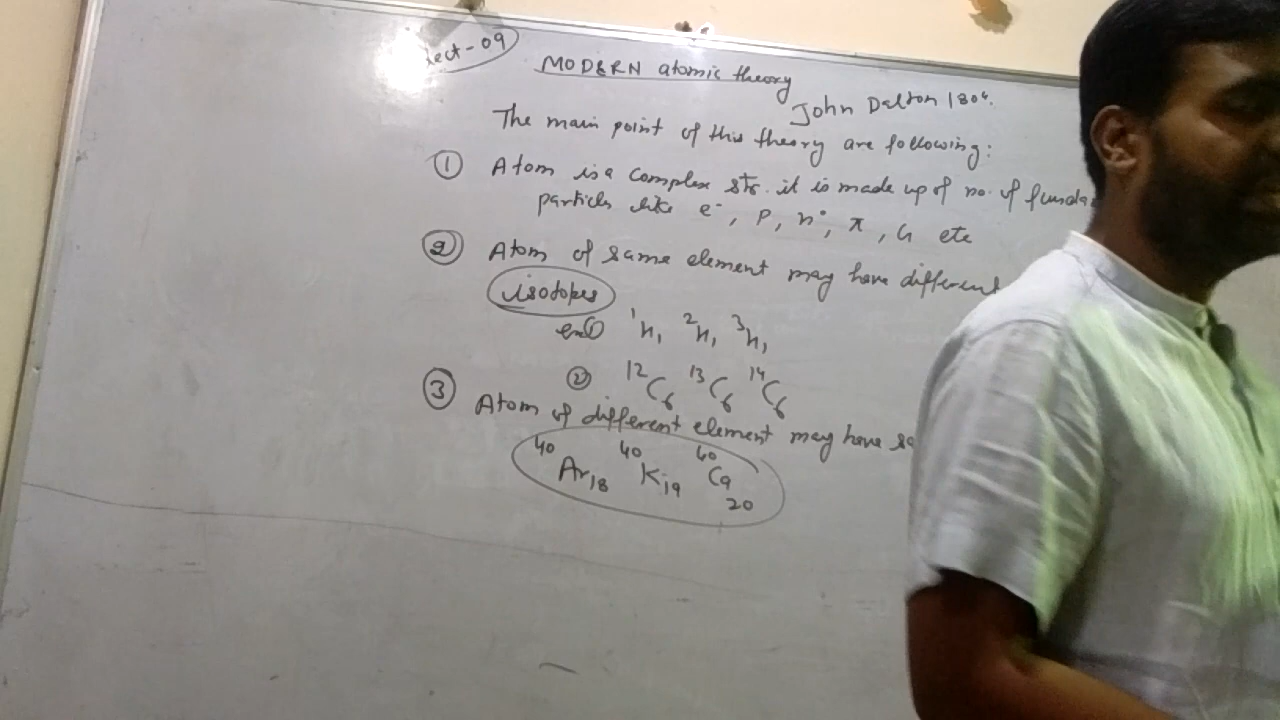 Lect-09
MODERN atomic theory
John Dalton 180
The main point of this theory are following:
① Atom is a complex str. it is made up of no. of funda
particles like e⁻, P, n°, π, etc
② Atom of same element may have different
isotopes
ex① ¹H₁ ²H₁ ³H₁
② ¹²C₆ ¹³C₆ ¹⁴C₆
③ Atom of different element may have sa
⁴⁰Ar₁₈ ⁴⁰K₁₉ ⁴⁰Ca₂₀